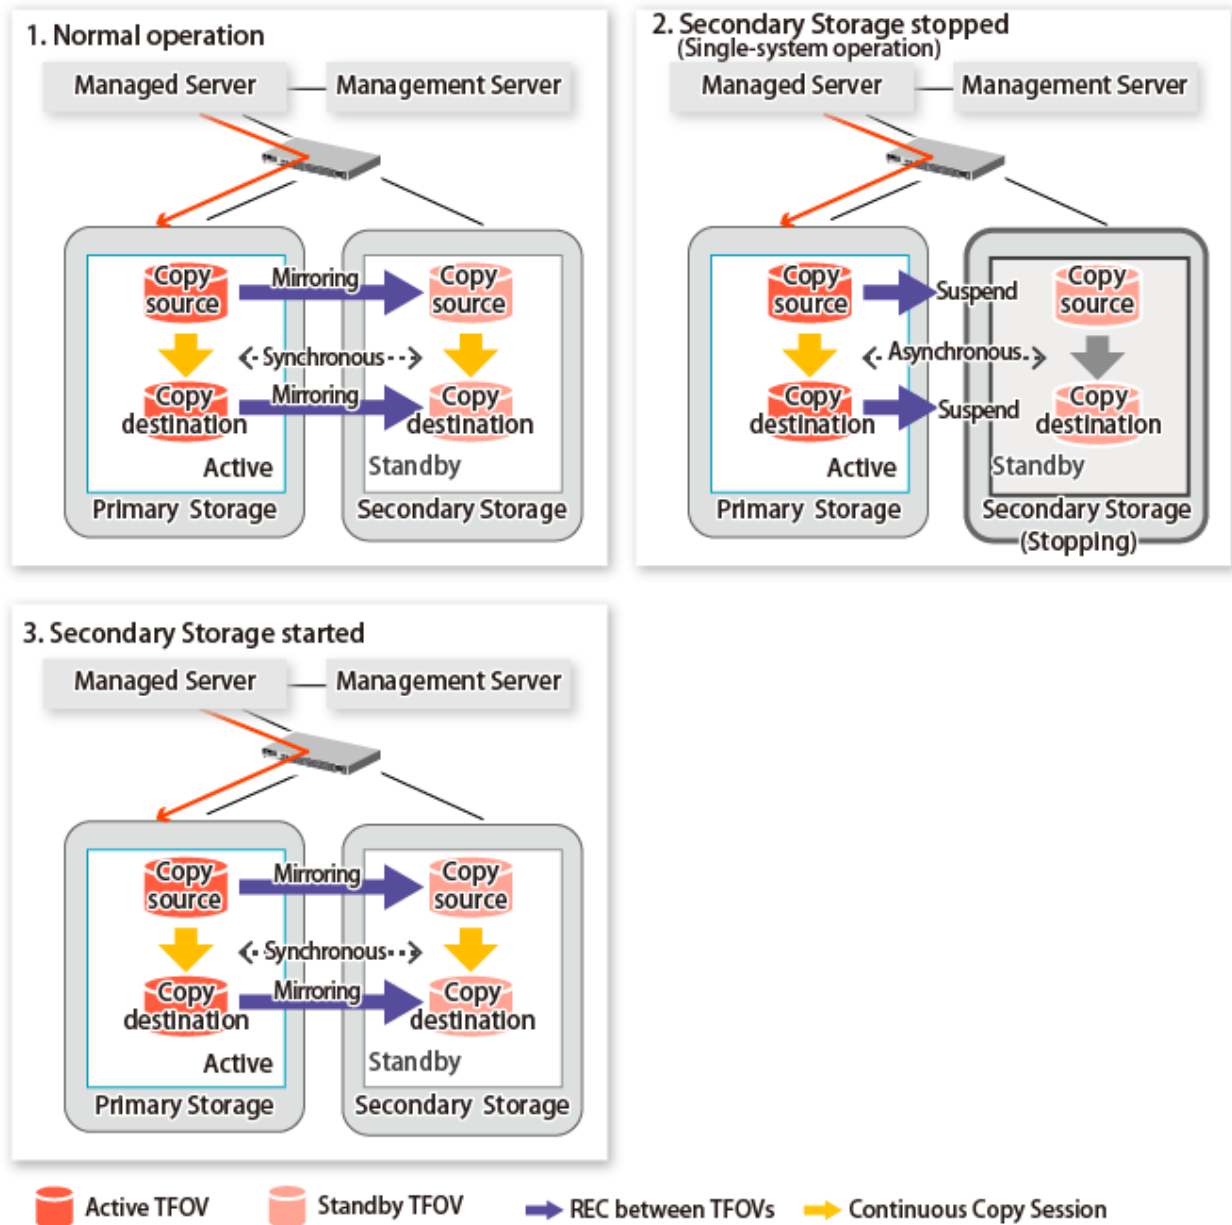 1. Normal operation
Managed Server
Management Server
Copy
source
Mirroring
Copy
source
Synchronous
Copy
destination
Mirroring
Copy
destination
Active
Standby
Primary Storage
Secondary Storage
2. Secondary Storage stopped
(Single-system operation)
Managed Server
Management Server
Copy
source
Suspend
Copy
source
Asynchronous
Copy
destination
Suspend
Copy
destination
Active
Standby
Primary Storage
Secondary Storage
(Stopping)
3. Secondary Storage started
Managed Server
Management Server
Copy
source
Mirroring
Copy
source
Synchronous
Copy
destination
Mirroring
Copy
destination
Active
Standby
Primary Storage
Secondary Storage
Active TFOV
Standby TFOV
REC between TFOVs
Continuous Copy Session